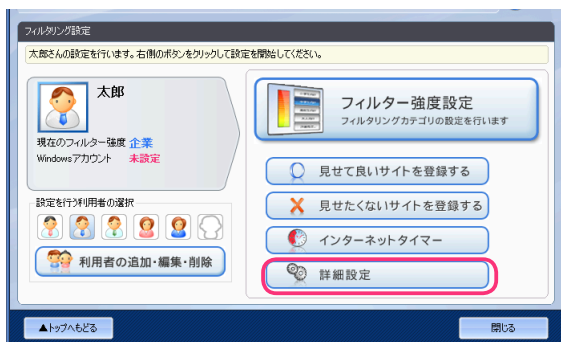 フィルタリング設定
太郎さんの設定を行います。右側のボタンをクリックして設定を開始してください。
太郎
現在のフィルター強度 企業
Windowsアカウント 未設定
設定を行う利用者の選択
利用者の追加・編集・削除
フィルター強度設定
フィルタリングカテゴリの設定を行います
見せて良いサイトを登録する
見せたくないサイトを登録する
インターネットタイマー
詳細設定
▲トップへもどる
閉じる